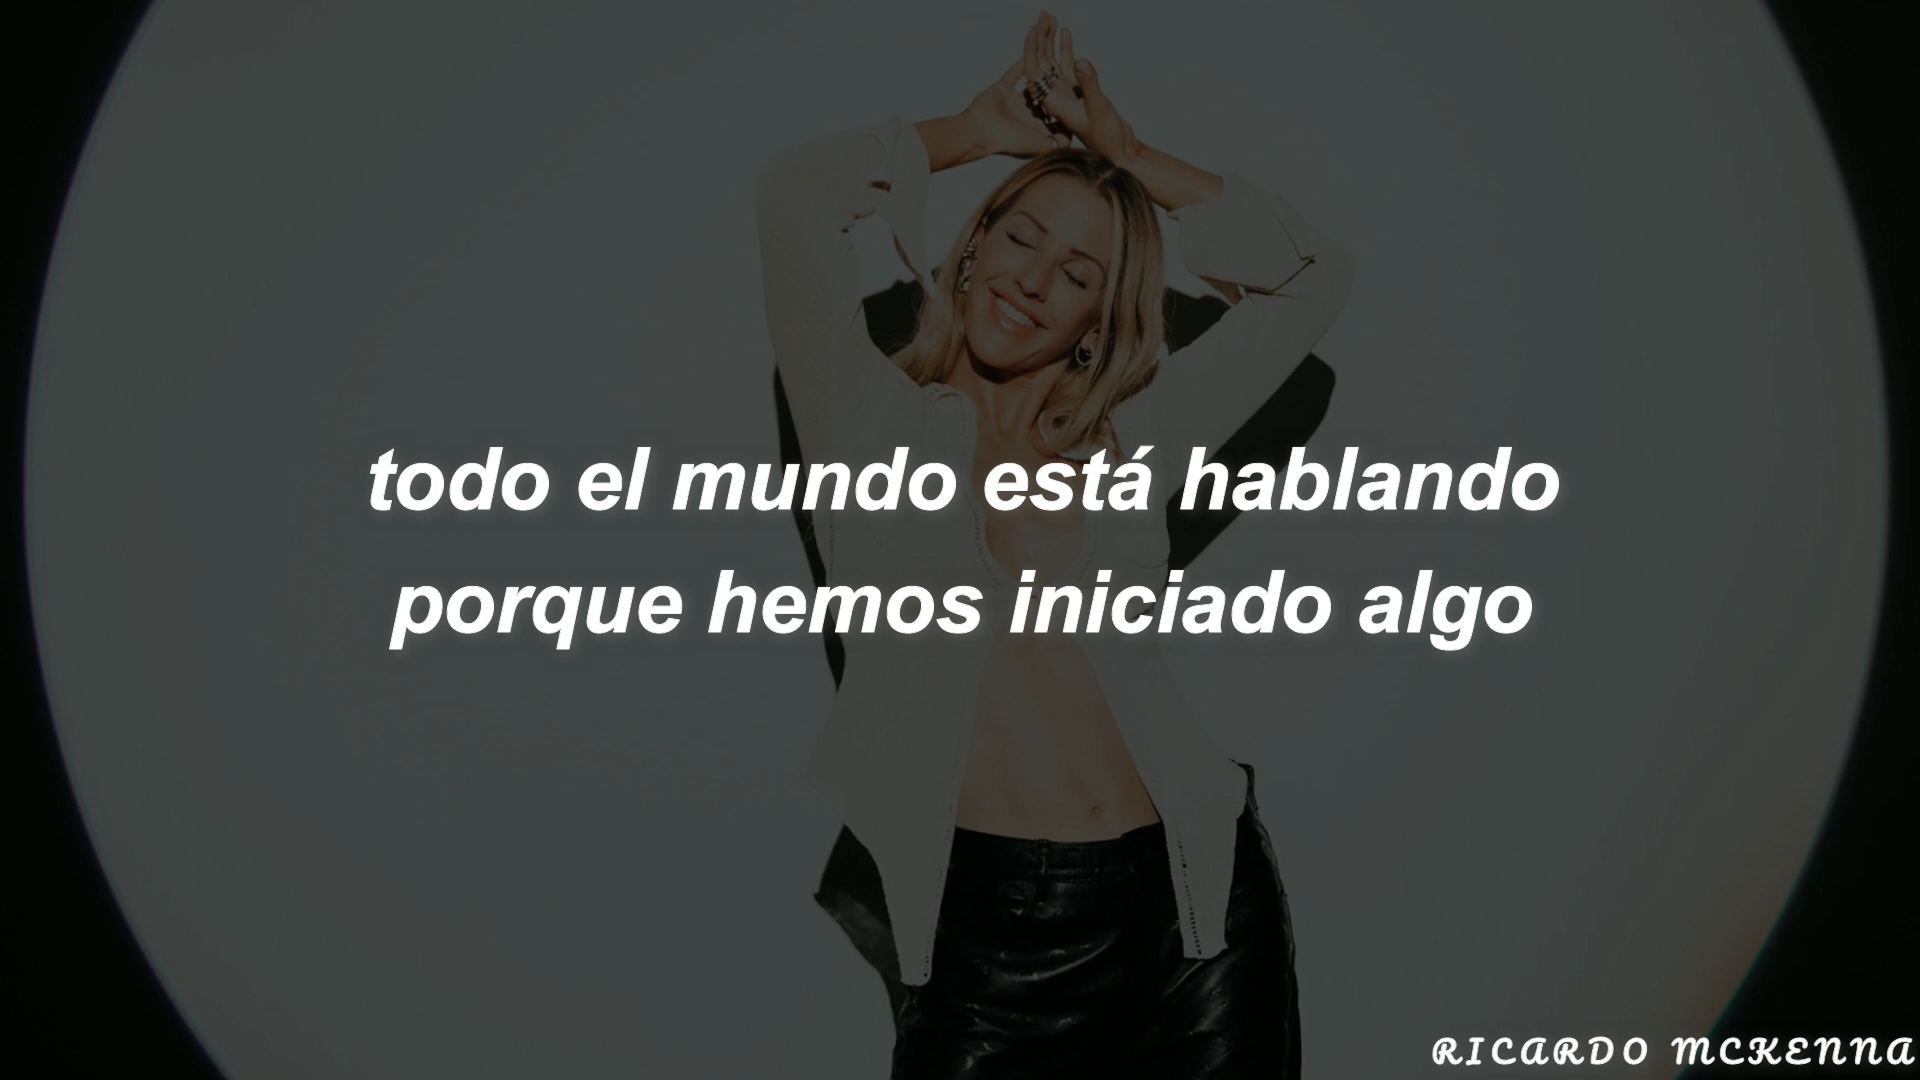 todo el mundo está hablando
porque hemos iniciado algo
RICARDO MCKENNA